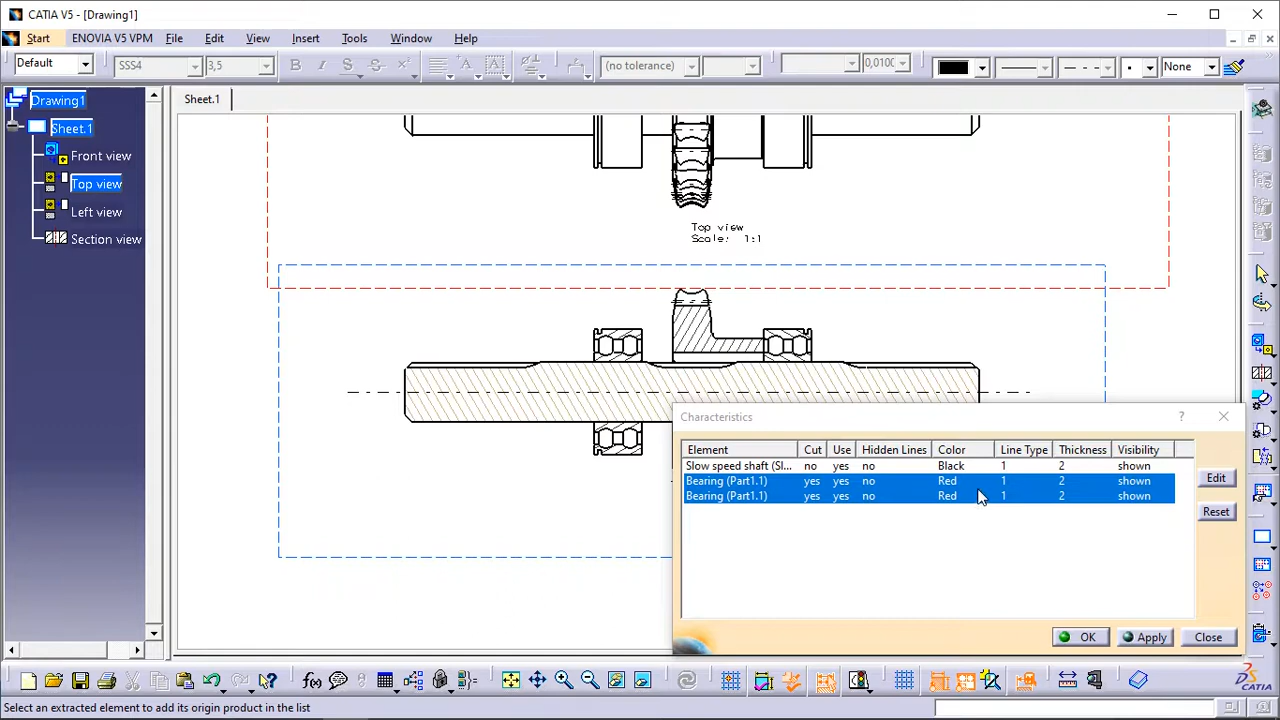 CATIA V5 - [Drawing1]
Start ENOVIA V5 VPM File Edit View Insert Tools Window Help
Default SSS4 3,5 B I S S (no tolerance) 0,010 None
Drawing1
Sheet.1
Front view
Top view
Left view
Section view
Sheet.1
Top view
Scale: 1:1
Characteristics
Element Cut Use Hidden Lines Color Line Type Thickness Visibility
Slow speed shaft (Sl... no yes no Black 1 2 shown
Bearing (Part1.1) yes yes no Red 1 2 shown
Bearing (Part1.1) yes yes no Red 1 2 shown
Edit
Reset
OK Apply Close
f(x)
CATIA
Select an extracted element to add its origin product in the list